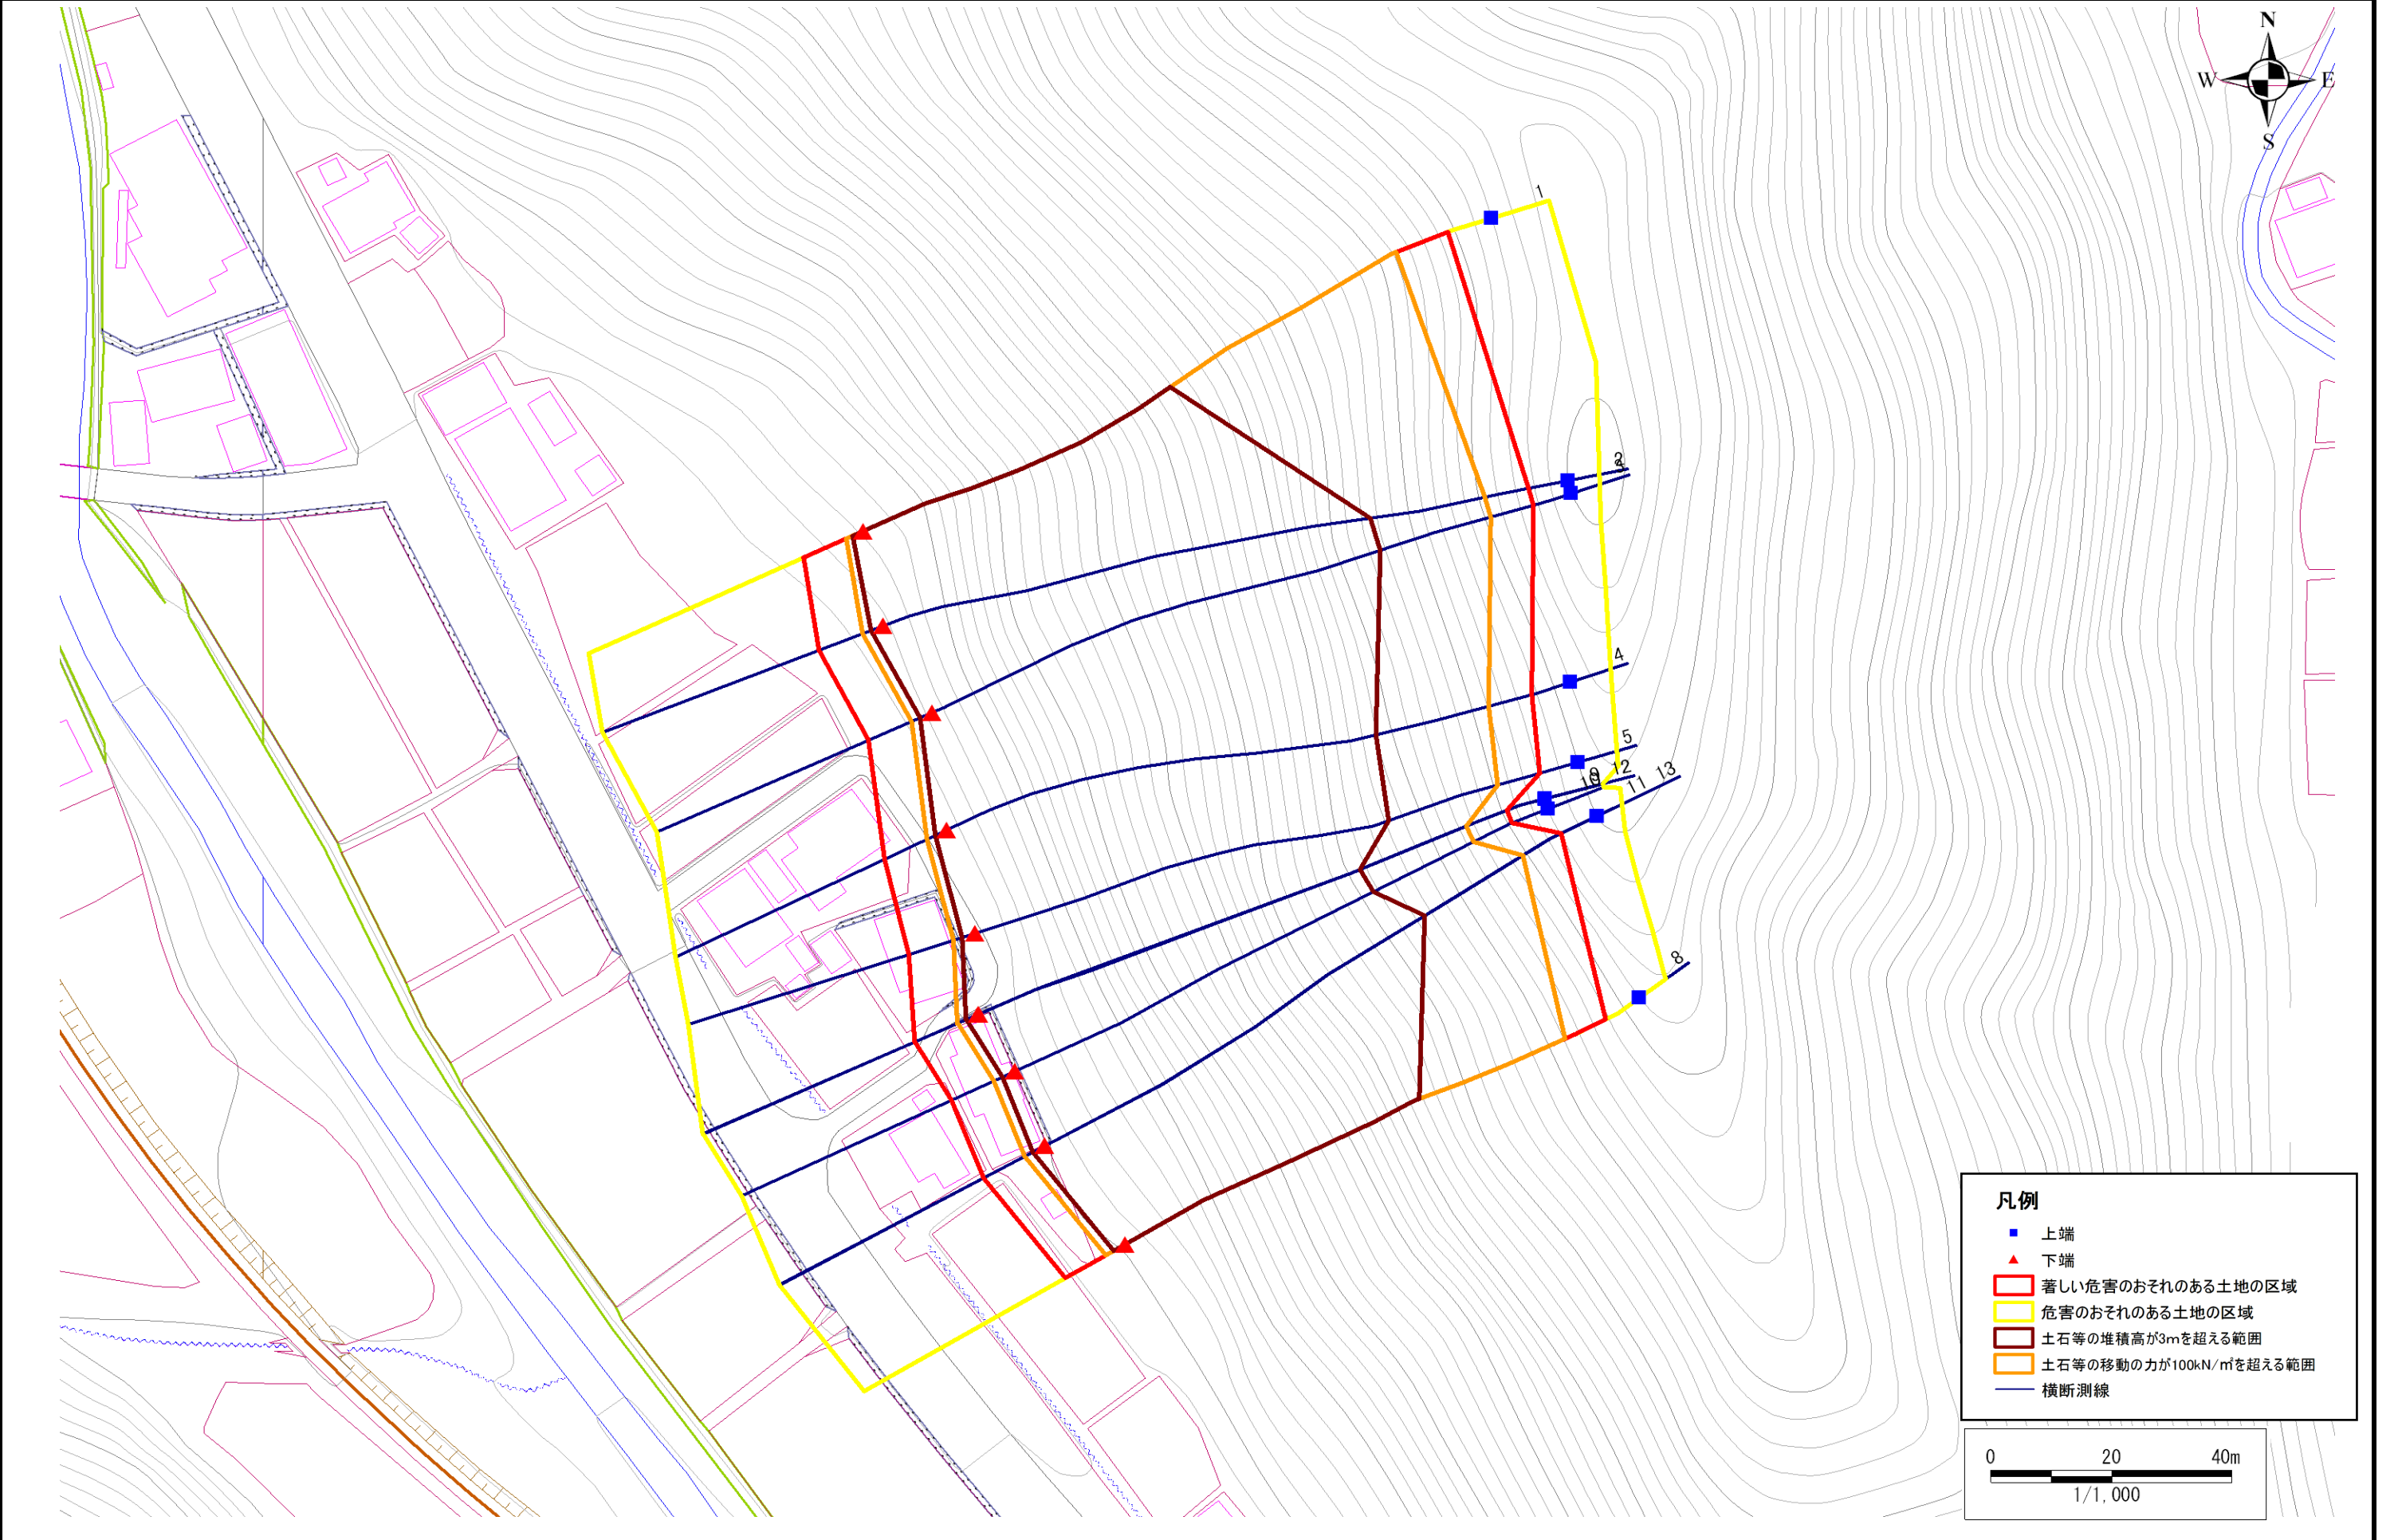 N
W E
S
1
2
4
5
12
13
11
8
凡例
上端
下端
著しい危害のおそれのある土地の区域
危害のおそれのある土地の区域
土石等の堆積高が3mを超える範囲
土石等の移動の力が100kN/㎡を超える範囲
横断測線
0 20 40m
1/1,000